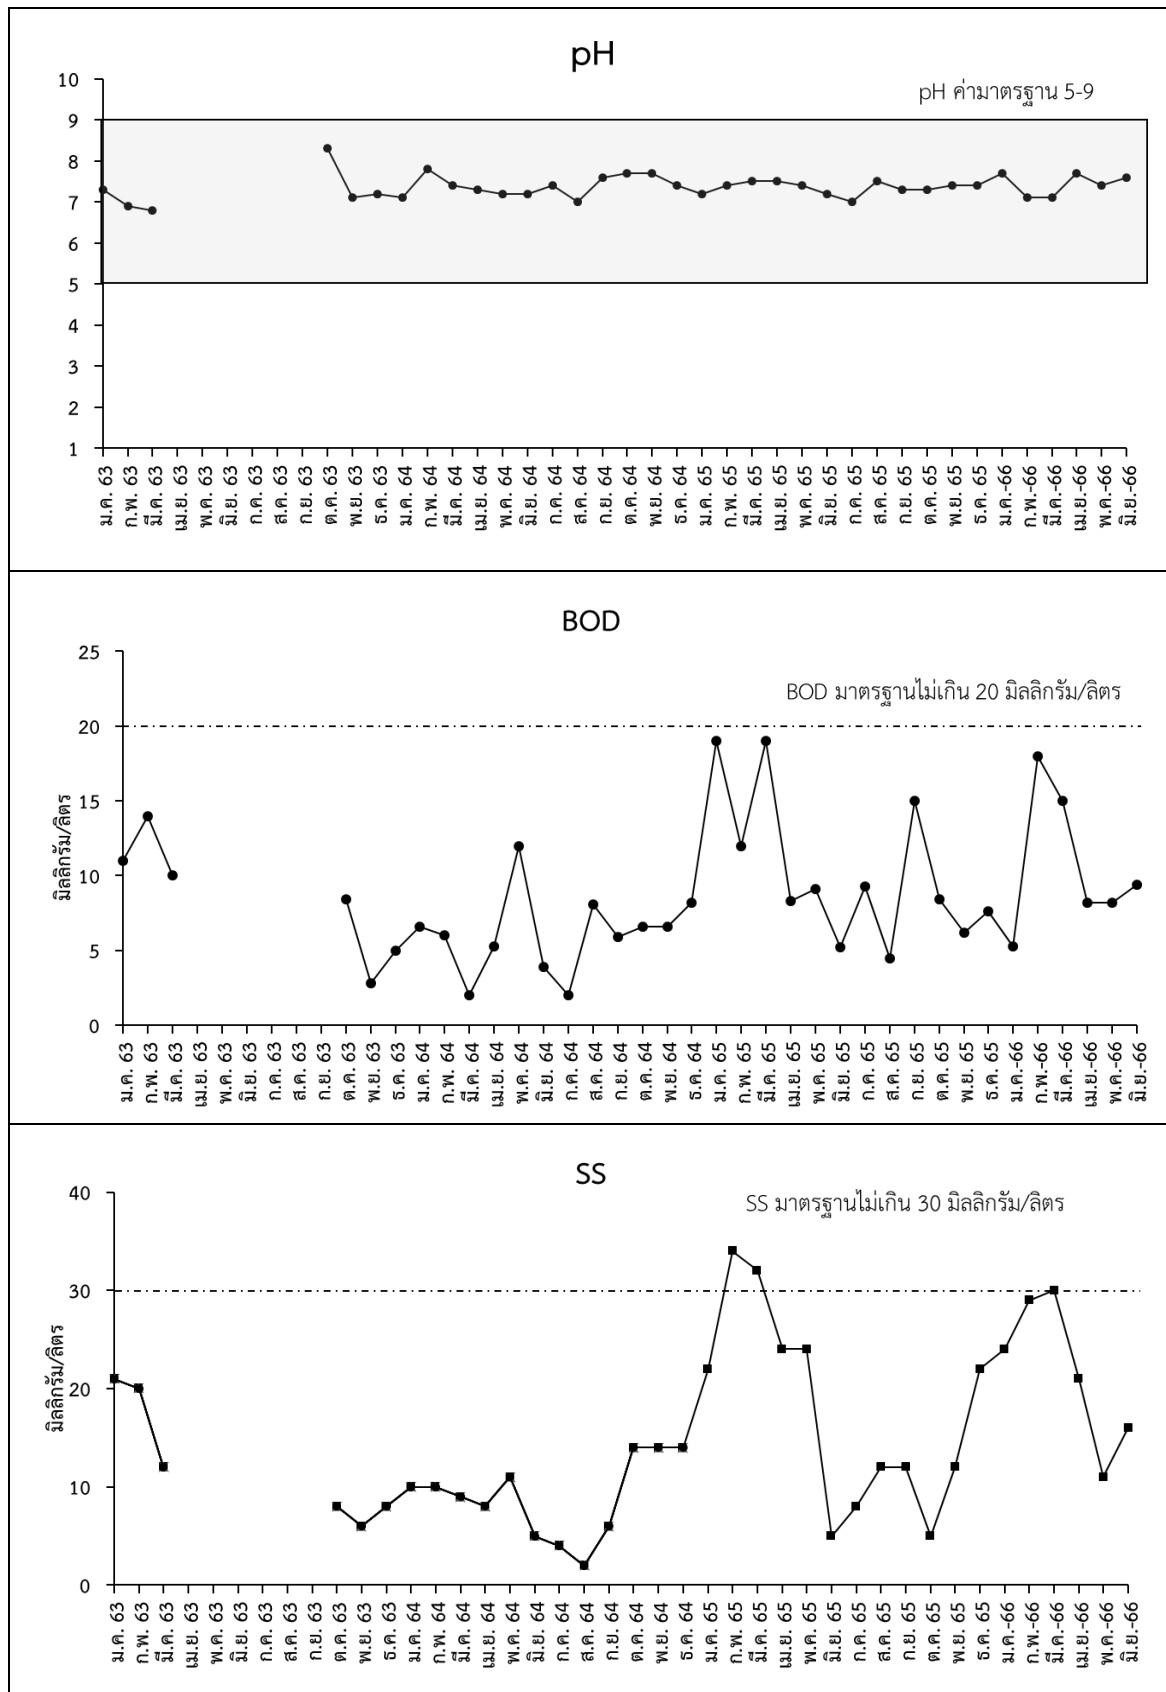 pH
pH ค่ามาตรฐาน 5-9
10
9
8
7
6
5
4
3
2
1
ม.ค. 63 ก.พ. 63 มี.ค. 63 เม.ย. 63 พ.ค. 63 มิ.ย. 63 ก.ค. 63 ส.ค. 63 ก.ย. 63 ต.ค. 63 พ.ย. 63 ธ.ค. 63 ม.ค. 64 ก.พ. 64 มี.ค. 64 เม.ย. 64 พ.ค. 64 มิ.ย. 64 ก.ค. 64 ส.ค. 64 ก.ย. 64 ต.ค. 64 พ.ย. 64 ธ.ค. 64 ม.ค. 65 ก.พ. 65 มี.ค. 65 เม.ย. 65 พ.ค. 65 มิ.ย. 65 ก.ค. 65 ส.ค. 65 ก.ย. 65 ต.ค. 65 พ.ย. 65 ธ.ค. 65 ม.ค.-66 ก.พ.-66 มี.ค.-66 เม.ย.-66 พ.ค.-66 มิ.ย.-66
BOD
BOD มาตรฐานไม่เกิน 20 มิลลิกรัม/ลิตร
มิลลิกรัม/ลิตร
25
20
15
10
5
0
ม.ค. 63 ก.พ. 63 มี.ค. 63 เม.ย. 63 พ.ค. 63 มิ.ย. 63 ก.ค. 63 ส.ค. 63 ก.ย. 63 ต.ค. 63 พ.ย. 63 ธ.ค. 63 ม.ค. 64 ก.พ. 64 มี.ค. 64 เม.ย. 64 พ.ค. 64 มิ.ย. 64 ก.ค. 64 ส.ค. 64 ก.ย. 64 ต.ค. 64 พ.ย. 64 ธ.ค. 64 ม.ค. 65 ก.พ. 65 มี.ค. 65 เม.ย. 65 พ.ค. 65 มิ.ย. 65 ก.ค. 65 ส.ค. 65 ก.ย. 65 ต.ค. 65 พ.ย. 65 ธ.ค. 65 ม.ค.-66 ก.พ.-66 มี.ค.-66 เม.ย.-66 พ.ค.-66 มิ.ย.-66
SS
SS มาตรฐานไม่เกิน 30 มิลลิกรัม/ลิตร
มิลลิกรัม/ลิตร
40
30
20
10
0
ม.ค. 63 ก.พ. 63 มี.ค. 63 เม.ย. 63 พ.ค. 63 มิ.ย. 63 ก.ค. 63 ส.ค. 63 ก.ย. 63 ต.ค. 63 พ.ย. 63 ธ.ค. 63 ม.ค. 64 ก.พ. 64 มี.ค. 64 เม.ย. 64 พ.ค. 64 มิ.ย. 64 ก.ค. 64 ส.ค. 64 ก.ย. 64 ต.ค. 64 พ.ย. 64 ธ.ค. 64 ม.ค. 65 ก.พ. 65 มี.ค. 65 เม.ย. 65 พ.ค. 65 มิ.ย. 65 ก.ค. 65 ส.ค. 65 ก.ย. 65 ต.ค. 65 พ.ย. 65 ธ.ค. 65 ม.ค.-66 ก.พ.-66 มี.ค.-66 เม.ย.-66 พ.ค.-66 มิ.ย.-66